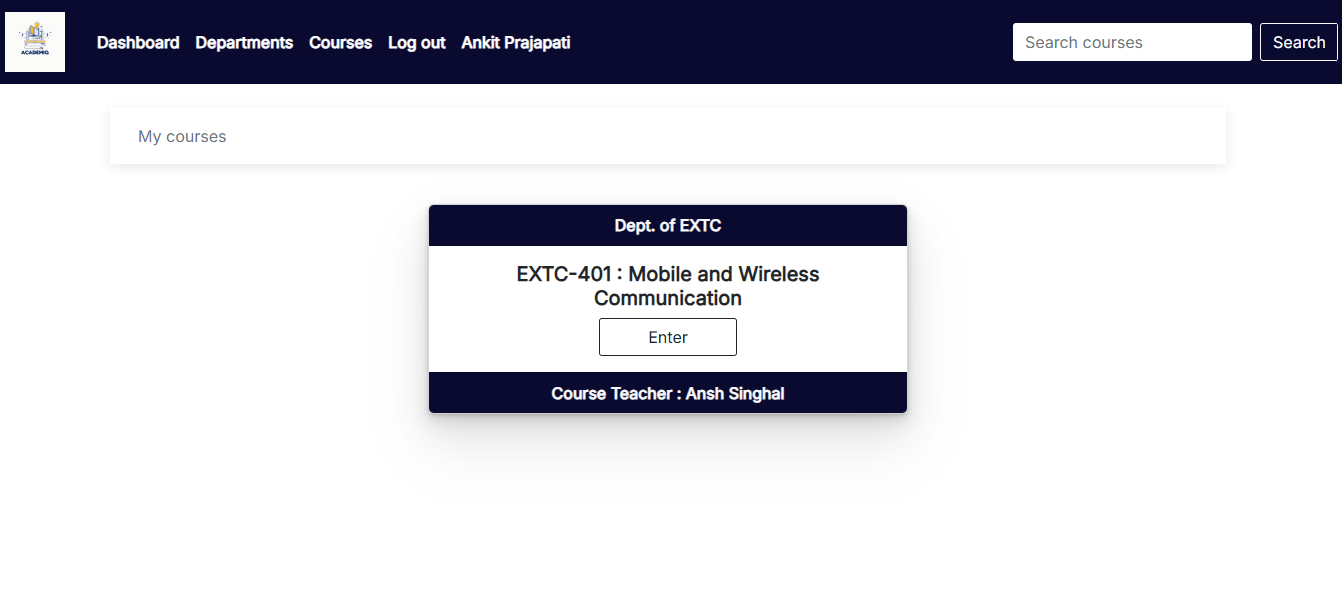 ACADEMIQ
Dashboard Departments Courses Log out Ankit Prajapati Search courses Search
My courses
Dept. of EXTC
EXTC-401 : Mobile and Wireless
Communication
Enter
Course Teacher : Ansh Singhal